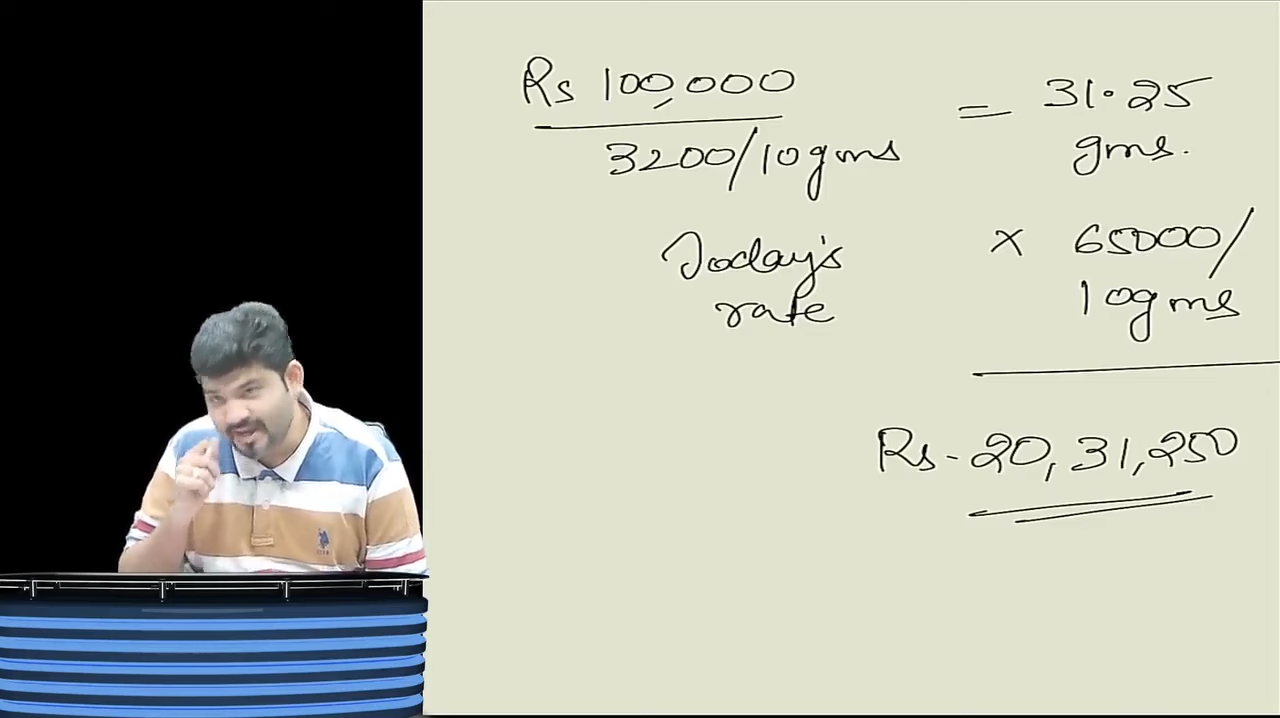 Rs 100,000
3200/10gms
= 31.25
gms.
Today's
rate
x 65000/
10gms
Rs - 20,31,250